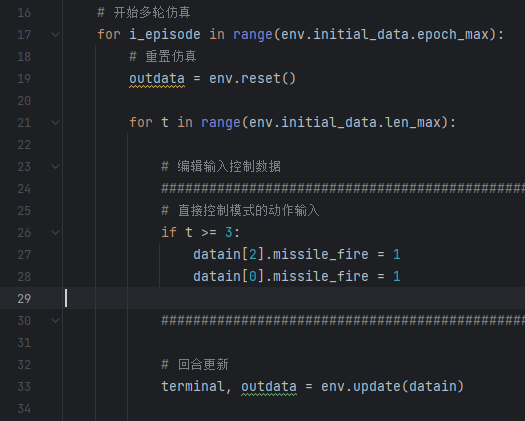 16 # 开始多轮仿真
17 for i_episode in range(env.initial_data.epoch_max):
18 # 重置仿真
19 outdata = env.reset()
20
21 for t in range(env.initial_data.len_max):
22
23 # 编辑输入控制数据
24 ##############################################
25 # 直接控制模式的动作输入
26 if t >= 3:
27 datain[2].missile_fire = 1
28 datain[0].missile_fire = 1
29
30 ##############################################
31
32 # 回合更新
33 terminal, outdata = env.update(datain)
34